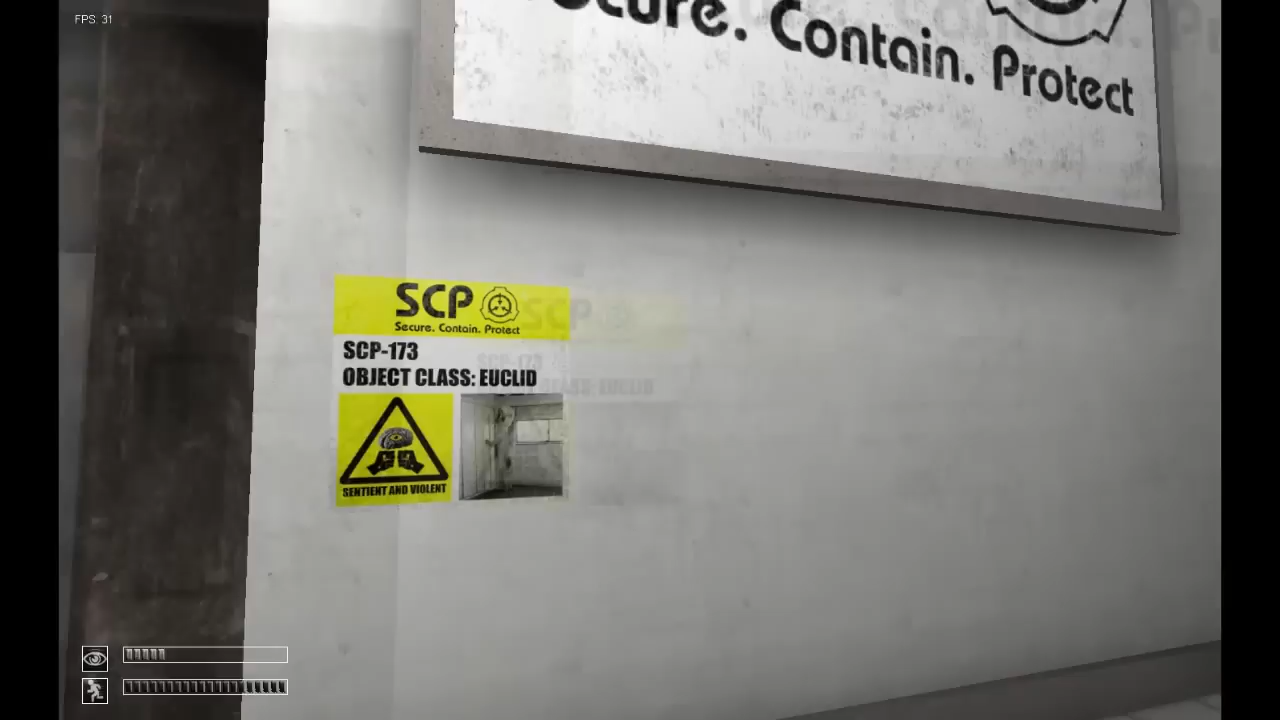 FPS: 31
Secure. Contain. Protect
SCP
Secure. Contain. Protect
SCP-173
OBJECT CLASS: EUCLID
SENTIENT AND VIOLENT